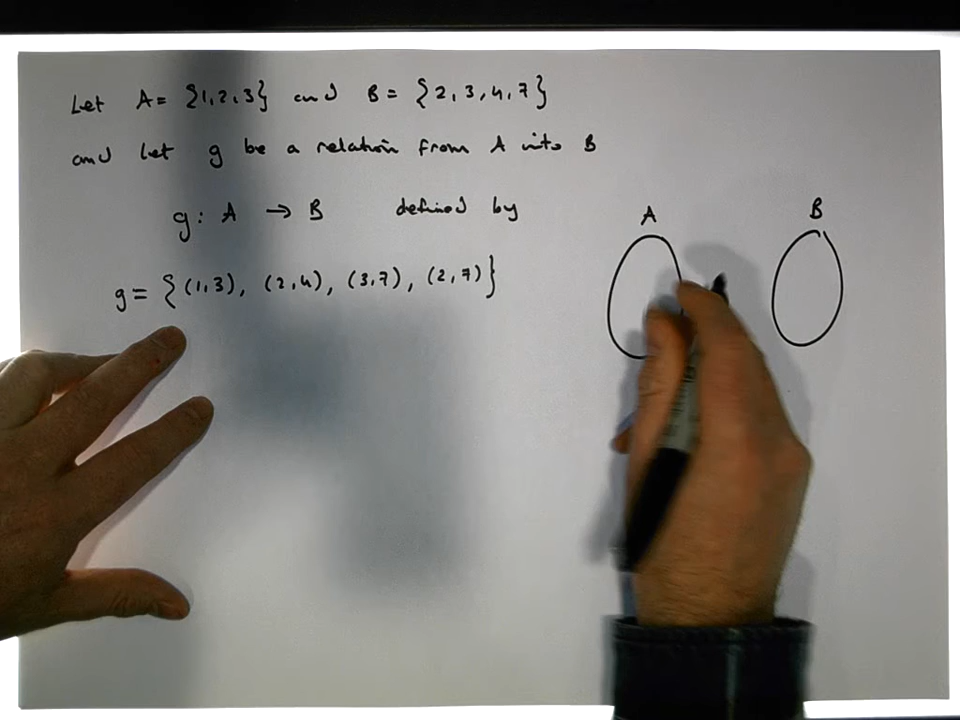 Let A = {1, 2, 3} and B = {2, 3, 4, 7}
and let g be a relation from A into B
g: A → B defined by
A B
g = {(1,3), (2,4), (3,7), (2,7)}